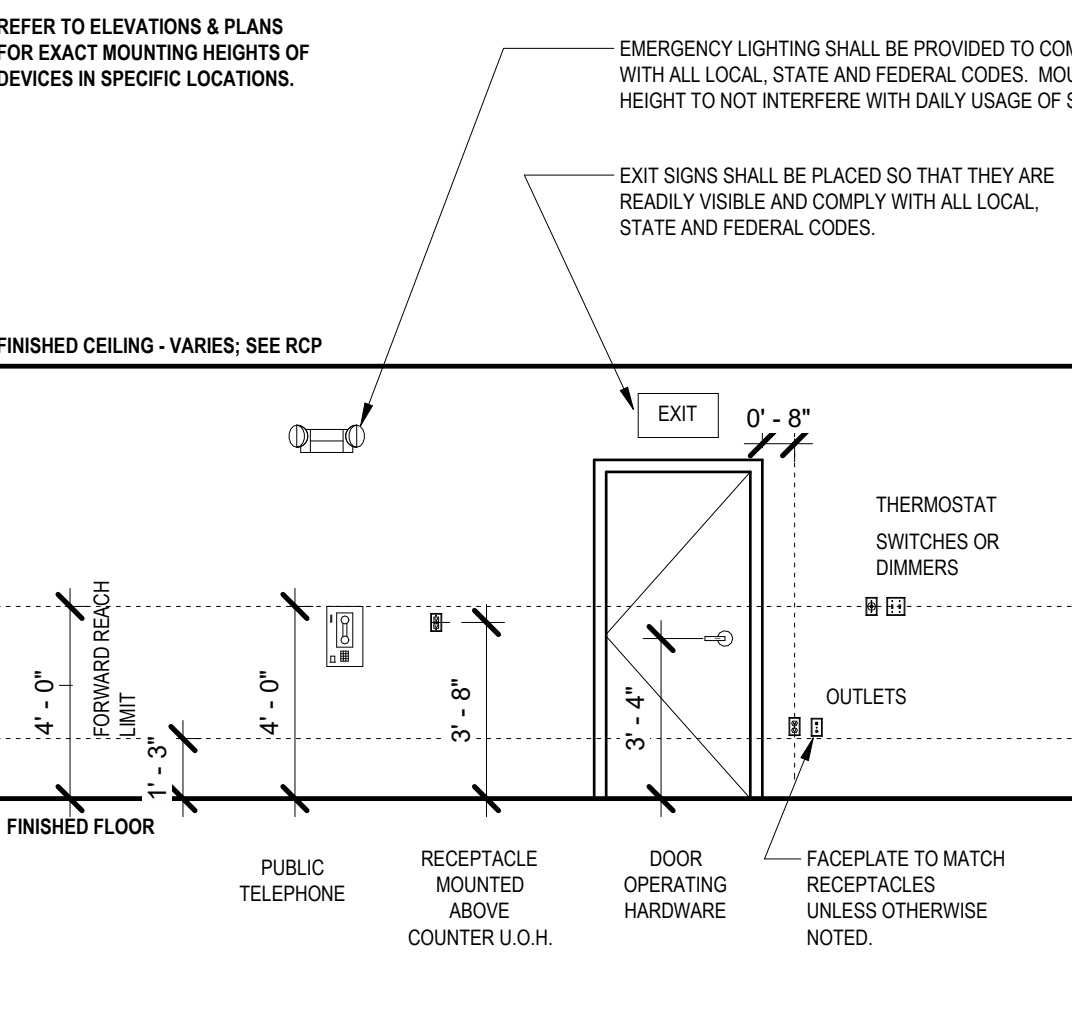 REFER TO ELEVATIONS & PLANS
FOR EXACT MOUNTING HEIGHTS OF
DEVICES IN SPECIFIC LOCATIONS.
EMERGENCY LIGHTING SHALL BE PROVIDED TO COM
WITH ALL LOCAL, STATE AND FEDERAL CODES. MOU
HEIGHT TO NOT INTERFERE WITH DAILY USAGE OF S
EXIT SIGNS SHALL BE PLACED SO THAT THEY ARE
READILY VISIBLE AND COMPLY WITH ALL LOCAL,
STATE AND FEDERAL CODES.
FINISHED CEILING - VARIES; SEE RCP
EXIT
0' - 8"
THERMOSTAT
SWITCHES OR
DIMMERS
4' - 0"
FORWARD REACH
LIMIT
1' - 3"
4' - 0"
3' - 8"
3' - 4"
OUTLETS
FINISHED FLOOR
PUBLIC
TELEPHONE
RECEPTACLE
MOUNTED
ABOVE
COUNTER U.O.H.
DOOR
OPERATING
HARDWARE
FACEPLATE TO MATCH
RECEPTACLES
UNLESS OTHERWISE
NOTED.